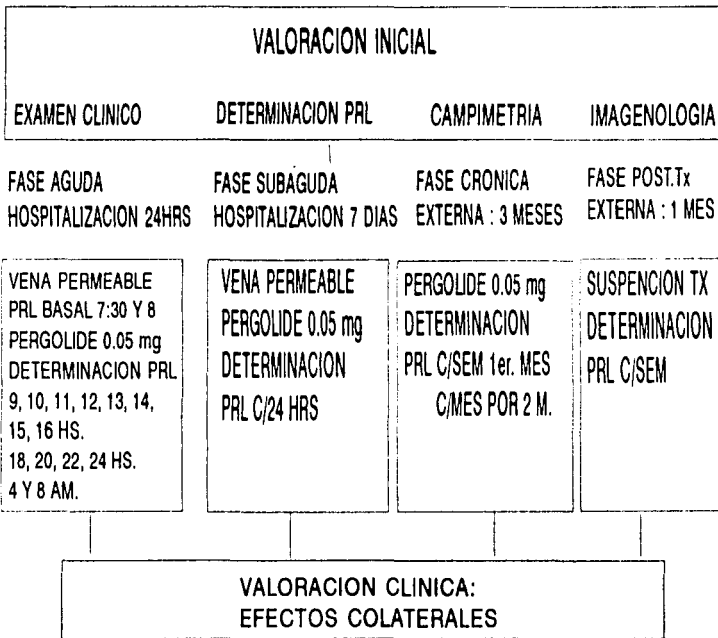 VALORACION INICIAL
EXAMEN CLINICO
DETERMINACION PRL
CAMPIMETRIA
IMAGENOLOGIA
FASE AGUDA
HOSPITALIZACION 24HRS
FASE SUBAGUDA
HOSPITALIZACION 7 DIAS
FASE CRONICA
EXTERNA : 3 MESES
FASE POST.Tx
EXTERNA : 1 MES
VENA PERMEABLE
PRL BASAL 7:30 Y 8
PERGOLIDE 0.05 mg
DETERMINACION PRL
9, 10, 11, 12, 13, 14,
15, 16 HS.
18, 20, 22, 24 HS.
4 Y 8 AM.
VENA PERMEABLE
PERGOLIDE 0.05 mg
DETERMINACION
PRL C/24 HRS
PERGOLIDE 0.05 mg
DETERMINACION
PRL C/SEM 1er. MES
C/MES POR 2 M.
SUSPENCION TX
DETERMINACION
PRL C/SEM
VALORACION CLINICA:
EFECTOS COLATERALES